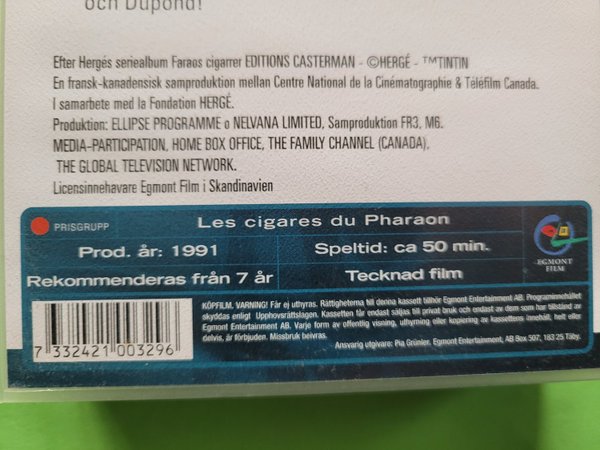 och Dupond!
Efter Hergés seriealbum Faraos cigarrer EDITIONS CASTERMAN - ©HERGÉ - ™TINTIN
En fransk-kanadensisk samproduktion mellan Centre National de la Cinématographie & Téléfilm Canada.
I samarbete med la Fondation HERGÉ.
Produktion: ELLIPSE PROGRAMME o NELVANA LIMITED, Samproduktion FR3, M6.
MEDIA-PARTICIPATION, HOME BOX OFFICE, THE FAMILY CHANNEL (CANADA).
THE GLOBAL TELEVISION NETWORK.
Licensinnehavare Egmont Film i Skandinavien
PRISGRUPP
Les cigares du Pharaon
Prod. år: 1991
Speltid: ca 50 min.
Rekommenderas från 7 år
Tecknad film
EGMONT
FILM
KÖPFILM. VARNING! Får ej uthyras. Rättigheterna till denna kassett tillhör Egmont Entertainment AB. Programinnehållet
skyddas enligt Upphovsrättslagen. Kassetten får endast säljas till privat bruk och endast av dem som har tillstånd av
Egmont Entertainment AB. Varje form av offentlig visning, uthyrning eller kopiering av kassettens innehåll, helt eller
delvis, är förbjuden. Missbruk beivras.
Ansvarig utgivare: Pia Grünler, Egmont Entertainment AB, AB Box 507, 183 25 Täby.
7 332421 003296